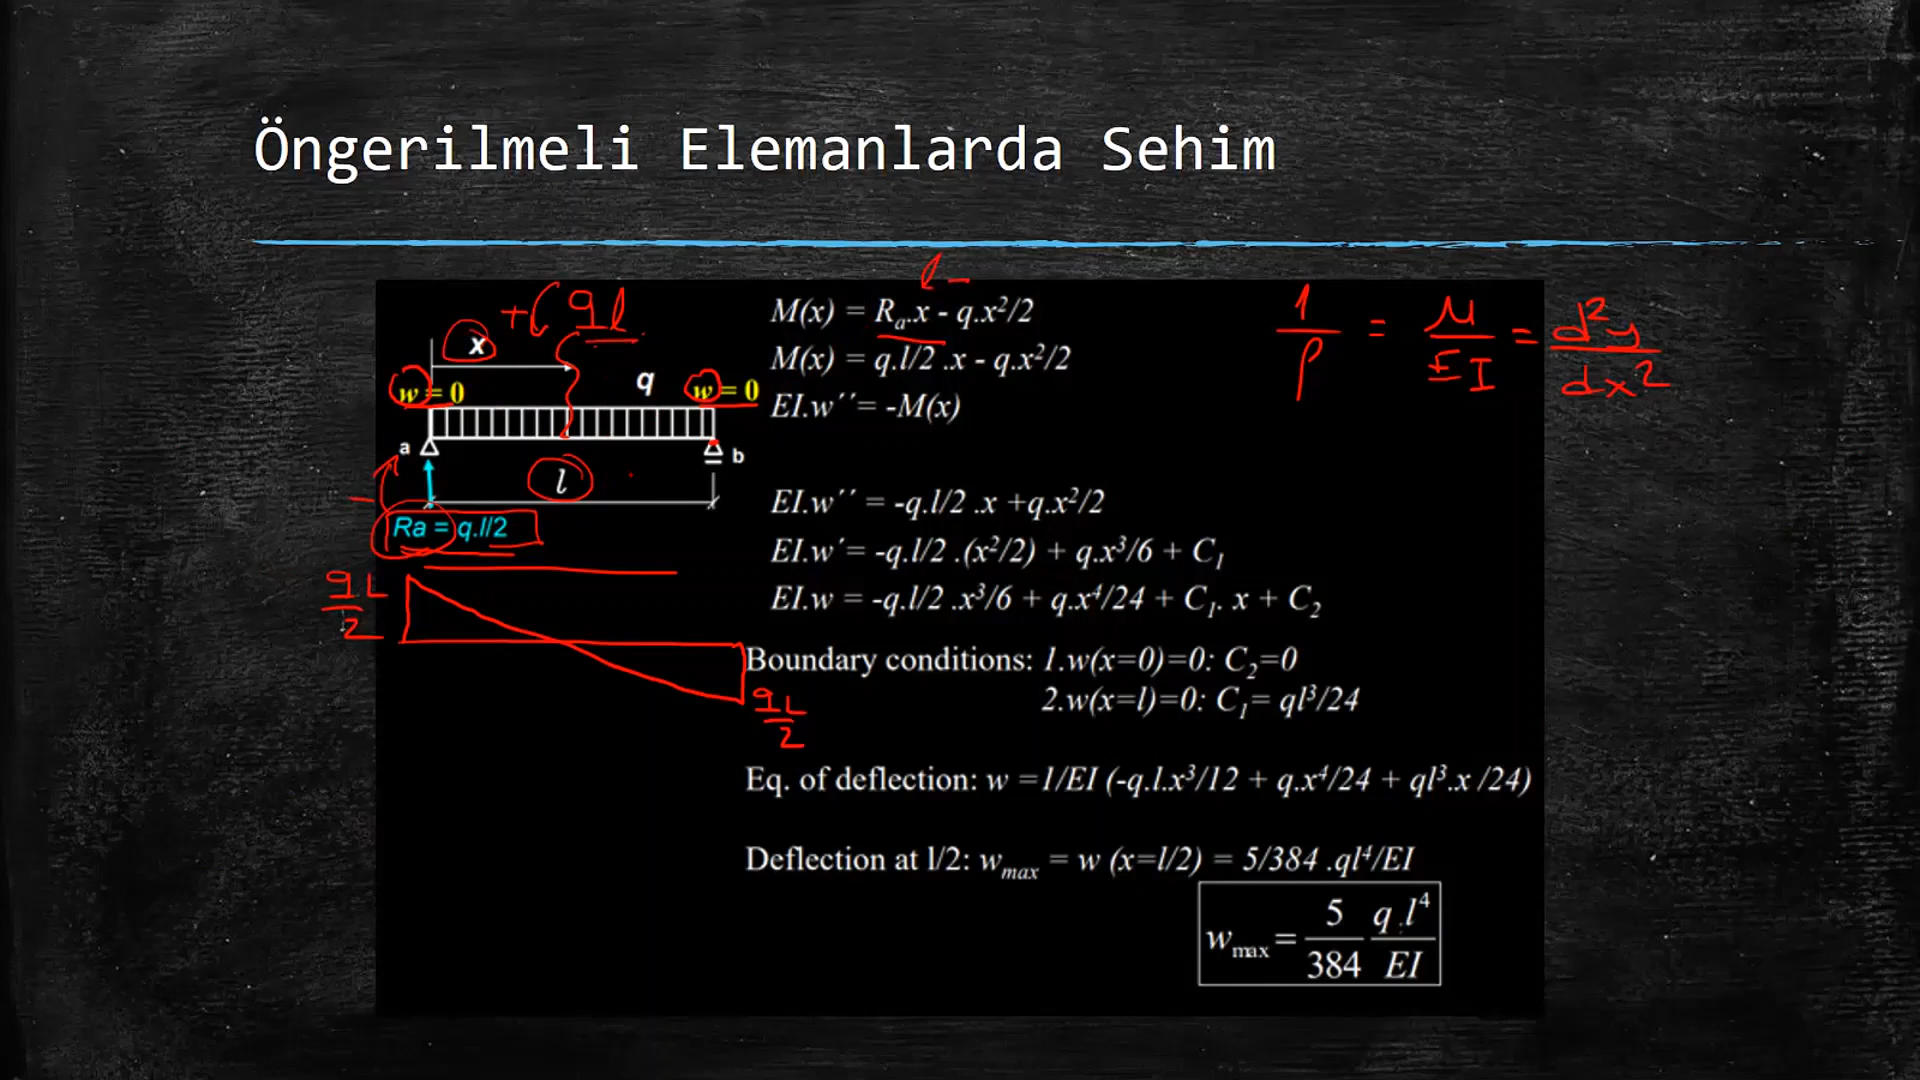 Öngerilmeli Elemanlarda Sehim
+ ql
x
q
w = 0
w = 0
a
b
l
Ra = q.l/2
qL/2
qL/2
M(x) = Rₐ.x - q.x²/2
M(x) = q.l/2 .x - q.x²/2
EI.w´´= -M(x)
EI.w´´ = -q.l/2 .x +q.x²/2
EI.w´= -q.l/2 .(x²/2) + q.x³/6 + C₁
EI.w = -q.l/2 .x³/6 + q.x⁴/24 + C₁. x + C₂
Boundary conditions: 1.w(x=0)=0: C₂=0
2.w(x=l)=0: C₁= ql³/24
Eq. of deflection: w =1/EI (-q.l.x³/12 + q.x⁴/24 + ql³.x /24)
Deflection at l/2: wmax = w (x=l/2) = 5/384 .ql⁴/EI
wmax = 5/384 q.l⁴/EI
1/ρ = M/EI = d²y/dx²